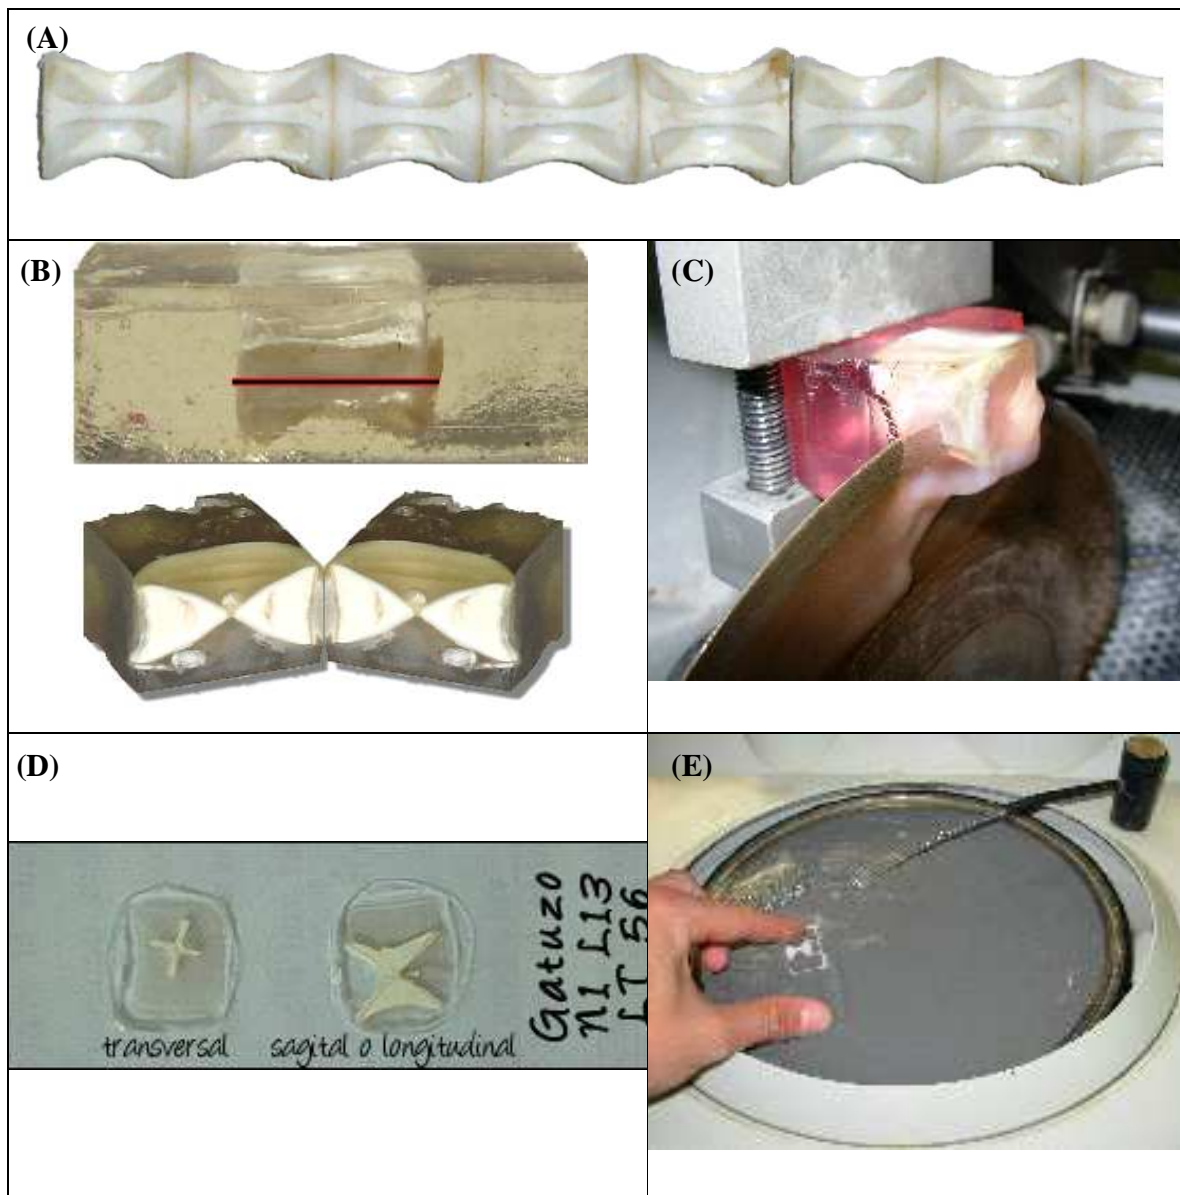 (A)
(B)
(C)
(D)
transversal
sagital o longitudinal
Gatuzo
N1 L13
LT 56
(E)